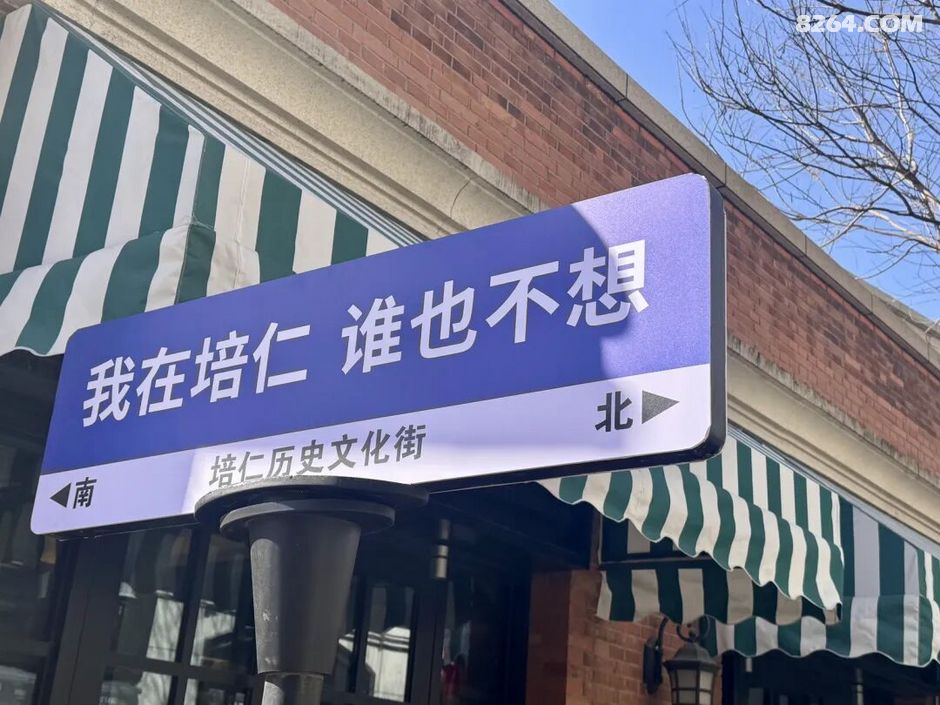 8264.COM
我在培仁 谁也不想
北▶
培仁历史文化街
◀南